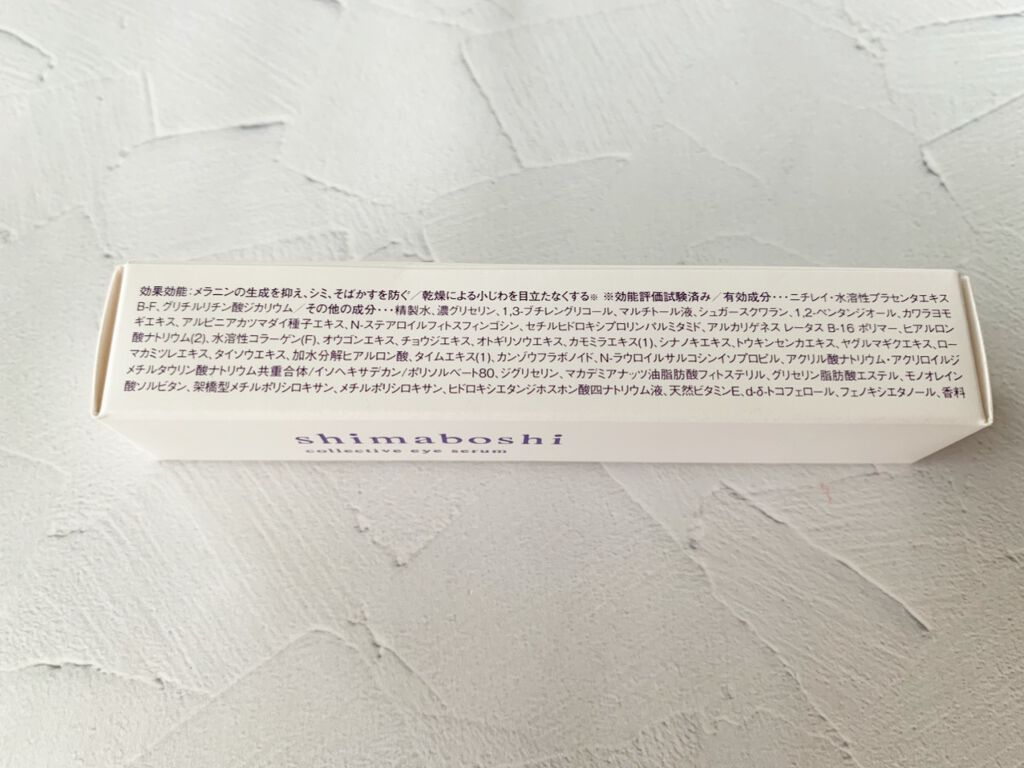 効果効能：メラニンの生成を抑え、シミ、そばかすを防ぐ／乾燥による小じわを目立たなくする※ ※効能評価試験済み／有効成分・・・ニチレイ・水溶性プラセンタエキス
B-F、グリチルリチン酸ジカリウム／その他の成分・・・精製水、濃グリセリン、1,3-ブチレングリコール、マルチトール液、シュガースクワラン、1,2-ペンタンジオール、カワラヨモ
ギエキス、アルピニアカツマダイ種子エキス、N-ステアロイルフィトスフィンゴシン、セチルヒドロキシプロリンパルミタミド、アルカリゲネス レータス B-16 ポリマー、ヒアルロン
酸ナトリウム(2)、水溶性コラーゲン(F)、オウゴンエキス、チョウジエキス、オトギリソウエキス、カモミラエキス(1)、シナノキエキス、トウキンセンカエキス、ヤグルマギクエキス、ロー
マカミツレエキス、タイソウエキス、加水分解ヒアルロン酸、タイムエキス(1)、カンゾウフラボノイド、N-ラウロイルサルコシンイソプロピル、アクリル酸ナトリウム・アクリロイルジ
メチルタウリン酸ナトリウム共重合体/イソヘキサデカン/ポリソルベート80、ジグリセリン、マカデミアナッツ油脂肪酸フィトステリル、グリセリン脂肪酸エステル、モノオレイン
酸ソルビタン、架橋型メチルポリシロキサン、メチルポリシロキサン、ヒドロキシエタンジホスホン酸四ナトリウム液、天然ビタミンE、d-δ-トコフェロール、フェノキシエタノール、香料
shimaboshi
collective eye serum